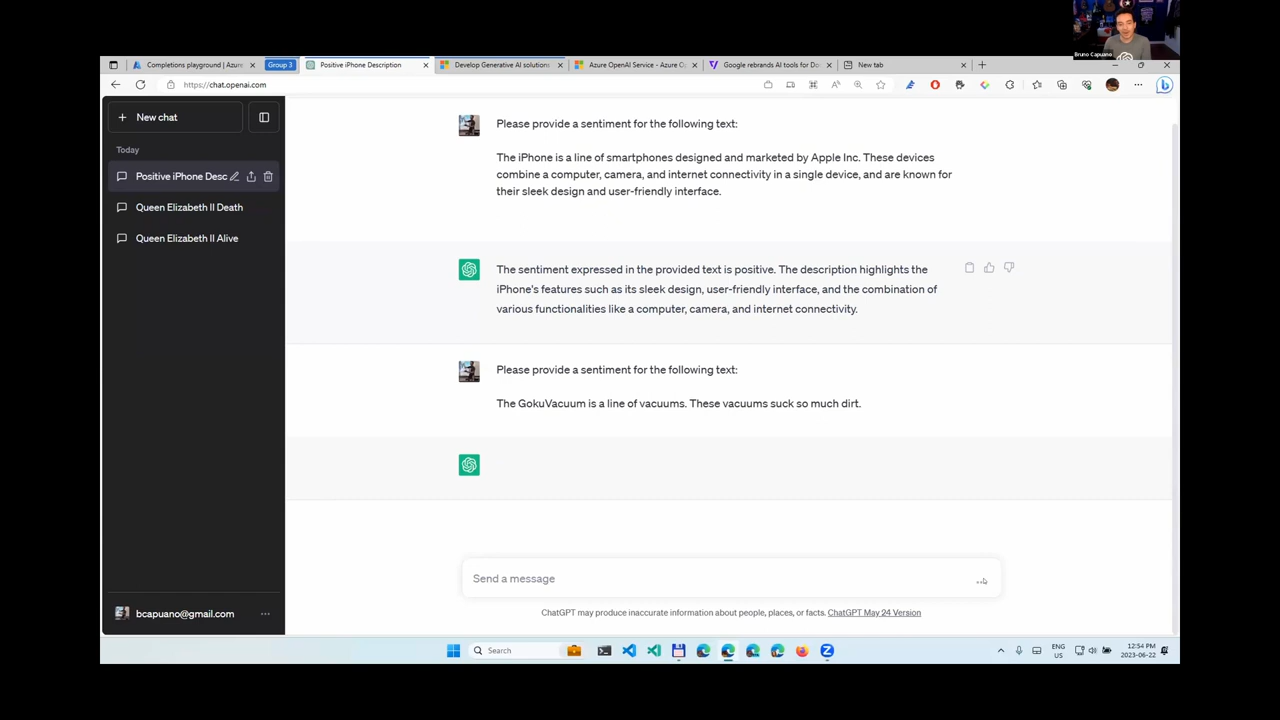 Bruno Capuano
Completions playground | Azure
Group 3
Positive iPhone Description
Develop Generative AI solutions
Azure OpenAI Service - Azure C
Google rebrands AI tools for Do
New tab
https://chat.openai.com
New chat
Today
Positive iPhone Desc
Queen Elizabeth II Death
Queen Elizabeth II Alive
Please provide a sentiment for the following text:
The iPhone is a line of smartphones designed and marketed by Apple Inc. These devices
combine a computer, camera, and internet connectivity in a single device, and are known for
their sleek design and user-friendly interface.
The sentiment expressed in the provided text is positive. The description highlights the
iPhone's features such as its sleek design, user-friendly interface, and the combination of
various functionalities like a computer, camera, and internet connectivity.
Please provide a sentiment for the following text:
The GokuVacuum is a line of vacuums. These vacuums suck so much dirt.
Send a message
ChatGPT may produce inaccurate information about people, places, or facts. ChatGPT May 24 Version
bcapuano@gmail.com
Search
ENG
US
12:54 PM
2023-06-22